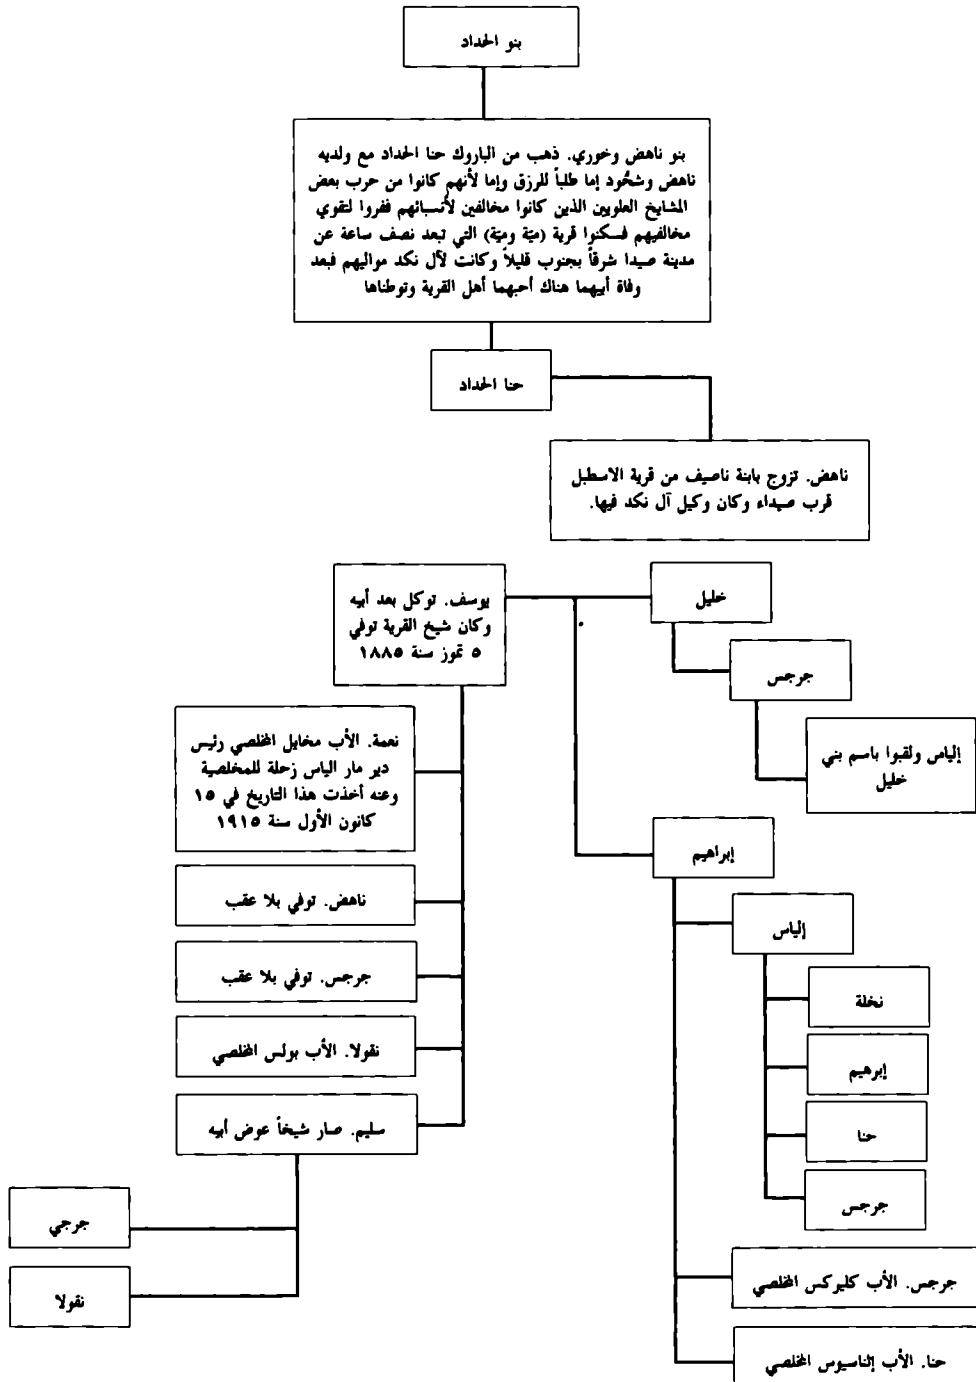 بنو الحداد
بنو ناهض وخوري. ذهب من الباروك حنا الحداد مع ولديه
ناهض وشحُّود إما طلباً للرزق وإما لأنهم كانوا من حرب بعض
المشايخ العلويين الذين كانوا مخالفين لأنسبائهم ففروا لتقوي
مخالفيهم فسكنوا قرية (ميّة وميّة) التي تبعد نصف ساعة عن
مدينة صيدا شرقاً بجنوب قليلاً وكانت لآل نكد مواليهم فبعد
وفاة أبيهما هناك أحبهما أهل القرية وتوطناها
حنا الحداد
ناهض. تزوج بابنة ناصيف من قرية الاسطبل
قرب صيداء وكان وكيل آل نكد فيها.
يوسف. توكل بعد أبيه
وكان شيخ القرية توفي
٥ تموز سنة ١٨٨٥
خليل
جرجس
إلياس ولقبوا باسم بني
خليل
نعمة. الأب مخايل المخلصي رئيس
دير مار الياس زحلة للمخلصية
وعنه أخذت هذا التاريخ في ١٥
كانون الأول سنة ١٩١٥
إبراهيم
ناهض. توفي بلا عقب
إلياس
جرجس. توفي بلا عقب
نخلة
نقولا. الأب بولس المخلصي
إبرهيم
سليم. صار شيخاً عوض أبيه
حنا
جرجس
جرجي
جرجس. الأب كليركس المخلصي
نقولا
حنا. الأب إثناسيوس المخلصي